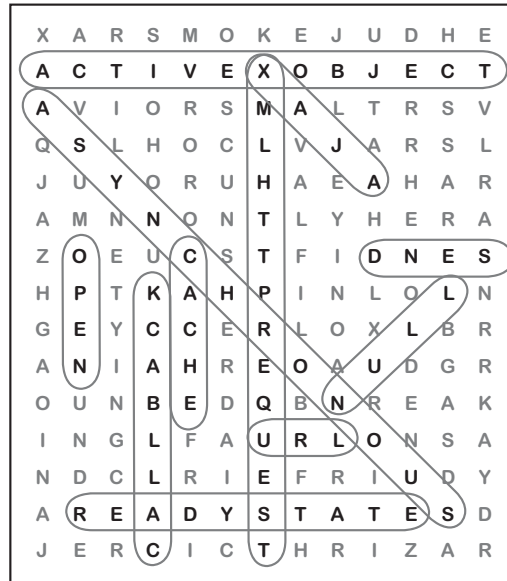 X A R S M O K E J U D H E
A C T I V E X O B J E C T
A V I O R S M A L T R S V
Q S L H O C L V J A R S L
J U Y O R U H A E A H A R
A M N N O N T L Y H E R A
Z O E U C S T F I D N E S
H P T K A H P I N L O L N
G E Y C C E R L O X L B R
A N I A H R E O A U D G R
O U N B E D Q B N R E A K
I N G L F A U R L O N S A
N D C L R I E F R I U D Y
A R E A D Y S T A T E S D
J E R C I C T H R I Z A R